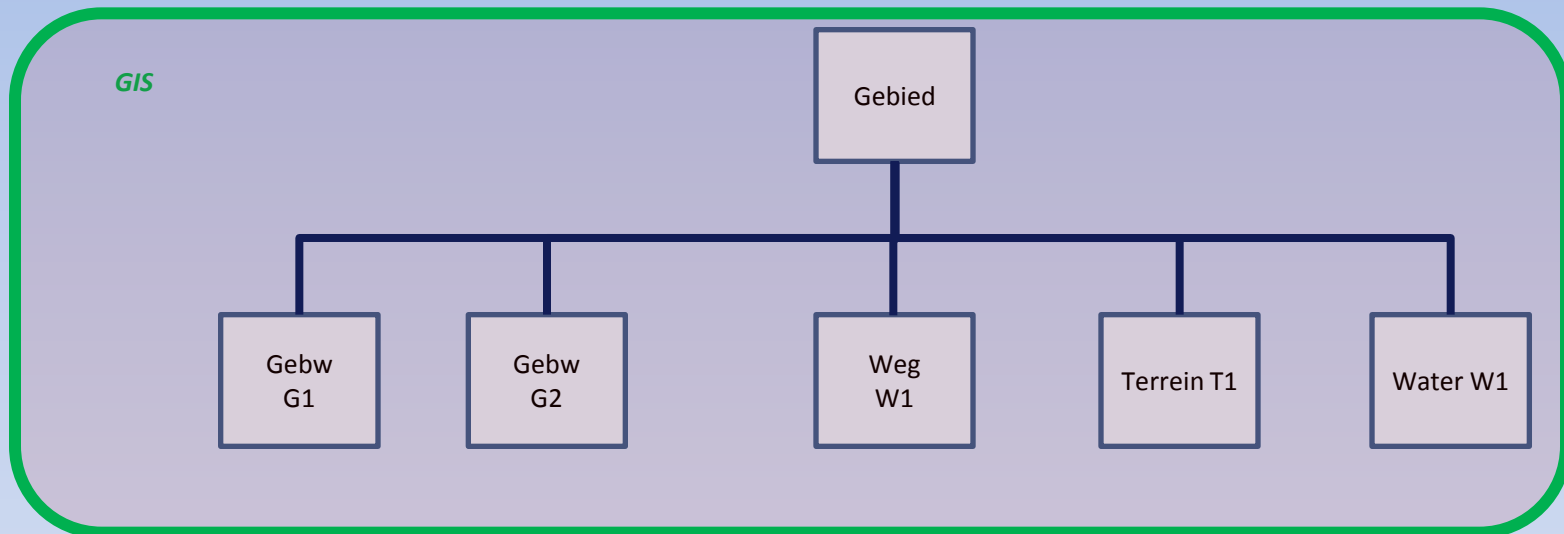 GIS
Gebied
Gebw
G1
Gebw
G2
Weg
W1
Terrein T1
Water W1